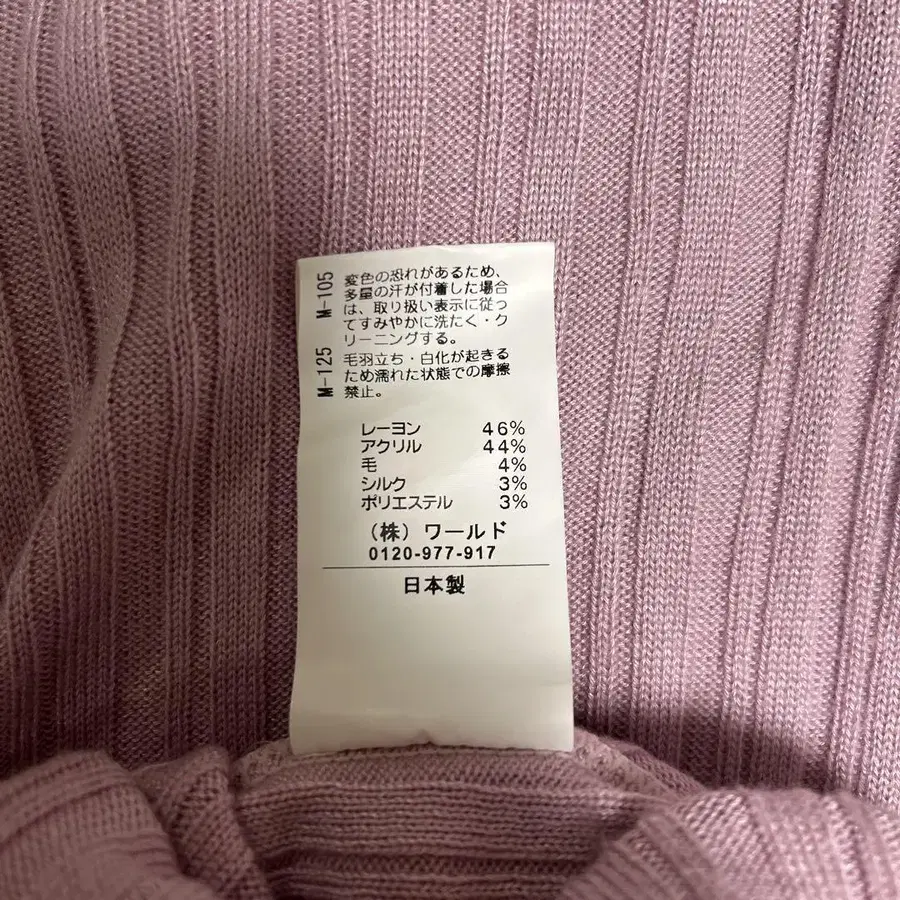 M-105
変色の恐れがあるため、
多量の汗が付着した場合
は、取り扱い表示に従っ
てすみやかに洗たく・ク
リーニングする。
M-125
毛羽立ち・白化が起きる
ため濡れた状態での摩擦
禁止。
レーヨン 46%
アクリル 44%
毛 4%
シルク 3%
ポリエステル 3%
(株)ワールド
0120-977-917
日本製